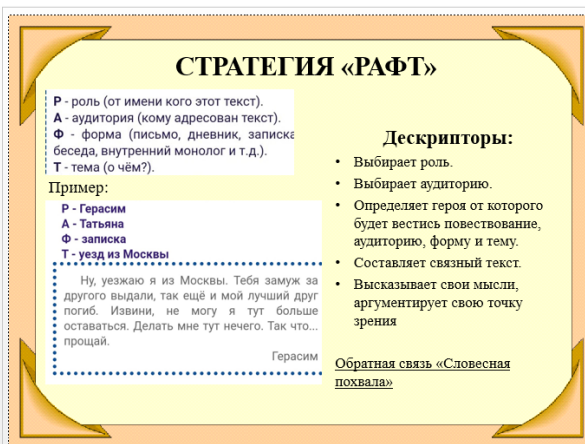 СТРАТЕГИЯ «РАФТ»
Р - роль (от имени кого этот текст).
А - аудитория (кому адресован текст).
Ф - форма (письмо, дневник, записка
беседа, внутренний монолог и т.д.).
Т - тема (о чём?).
Пример:
Р - Герасим
А - Татьяна
Ф - записка
Т - уезд из Москвы
Ну, уезжаю я из Москвы. Тебя замуж за
другого выдали, так ещё и мой лучший друг
погиб. Извини, не могу я тут больше
оставаться. Делать мне тут нечего. Так что...
прощай.
Герасим
Дескрипторы:
• Выбирает роль.
• Выбирает аудиторию.
• Определяет героя от которого
будет вестись повествование,
аудиторию, форму и тему.
• Составляет связный текст.
• Высказывает свои мысли,
аргументирует свою точку
зрения
Обратная связь «Словесная
похвала»